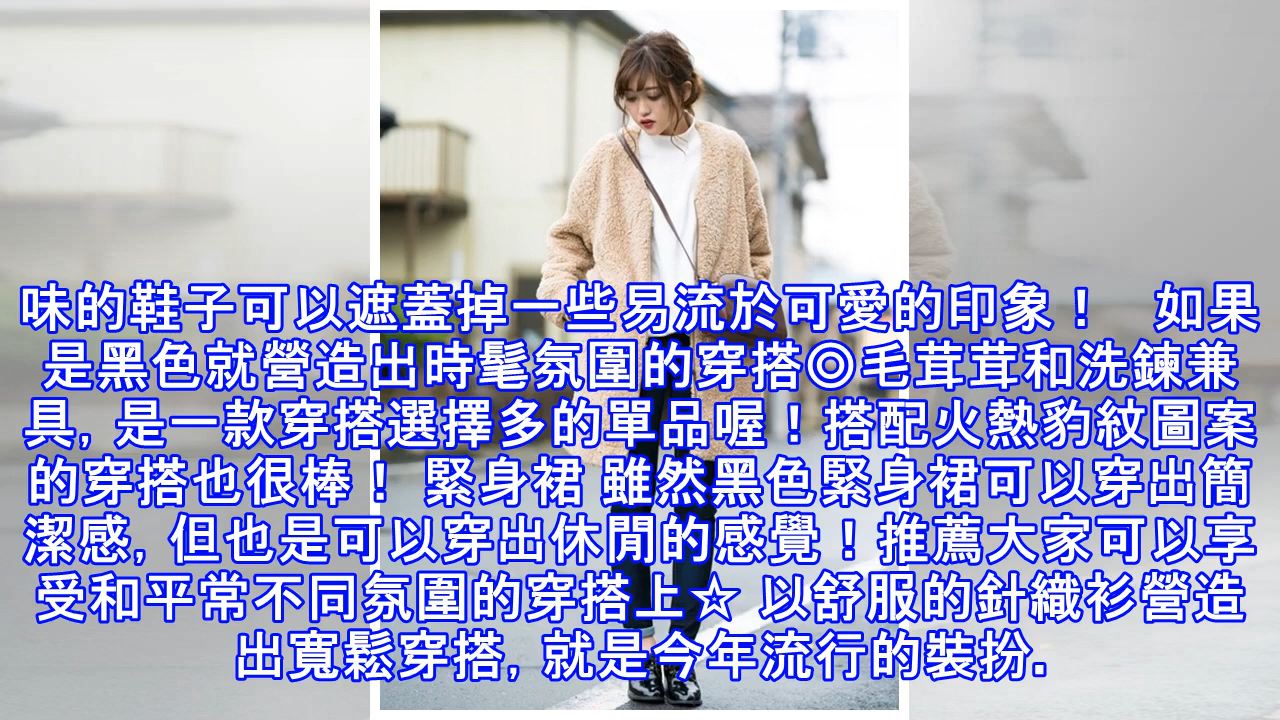 味的鞋子可以遮蓋掉一些易流於可愛的印象！ 如果
是黑色就營造出時髦氛圍的穿搭◎毛茸茸和洗鍊兼
具, 是一款穿搭選擇多的單品喔！搭配火熱豹紋圖案
的穿搭也很棒！ 緊身裙 雖然黑色緊身裙可以穿出簡
潔感, 但也是可以穿出休閒的感覺！推薦大家可以享
受和平常不同氛圍的穿搭上☆ 以舒服的針織衫營造
出寬鬆穿搭, 就是今年流行的裝扮.